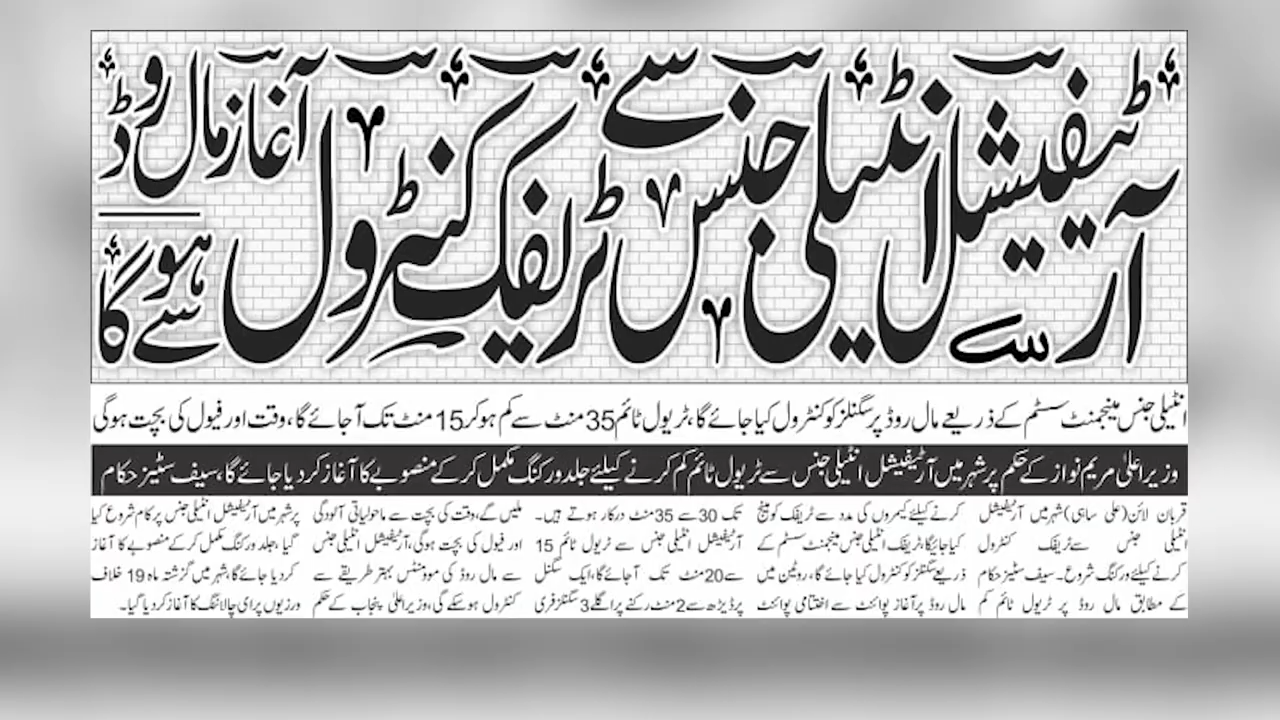 آرٹیفیشل انٹیلی جنس سے ٹریفک کنٹرول
آغاز مال روڈ
سے ہوگا
انٹیلی جنس مینجمنٹ سسٹم کے ذریعے مال روڈ پر سگنلز کو کنٹرول کیا جائے گا، ٹریول ٹائم 35 منٹ سے کم ہو کر 15 منٹ تک آجائے گا، وقت اور فیول کی بچت ہوگی
وزیراعلیٰ مریم نواز کے حکم پر شہر میں آرٹیفیشل انٹیلی جنس سے ٹریول ٹائم کم کرنے کیلئے جلد ورکنگ مکمل کر کے منصوبے کا آغاز کر دیا جائے گا، سیف سٹیز حکام
قربان لائن (علی ساہی) شہر میں آرٹیفیشل
انٹیلی جنس سے ٹریفک کنٹرول
کرنے کیلئے ورکنگ شروع۔ سیف سٹیز حکام
کے مطابق مال روڈ پر ٹریول ٹائم کم
کرنے کیلئے کیمروں کی مدد سے ٹریفک کو مینج
کیا جائیگا، ٹریفک انٹیلی جنس مینجمنٹ سسٹم کے
ذریعے سگنلز کو کنٹرول کیا جائے گا، روٹین میں
مال روڈ پر آغاز پوائنٹ سے اختتامی پوائنٹ
تک 30 سے 35 منٹ درکار ہوتے ہیں۔
آرٹیفیشل انٹیلی جنس سے ٹریول ٹائم 15
سے 20 منٹ تک آجائے گا، ایک سگنل
پر ڈیڑھ سے 2 منٹ رکنے پر اگلے 3 سگنلز فری
ملیں گے، وقت کی بچت سے ماحولیاتی آلودگی
اور فیول کی بچت ہوگی، آرٹیفیشل انٹیلی جنس
سے مال روڈ کی موومنٹس بہتر طریقے سے
کنٹرول ہو سکے گی، وزیراعلیٰ پنجاب کے حکم
پر شہر میں آرٹیفیشل انٹیلی جنس پر کام شروع کیا
گیا، جلد ورکنگ مکمل کر کے منصوبے کا آغاز
کر دیا جائے گا، شہر میں گزشتہ ماہ 19 خلاف
ورزیوں پر ای چالاننگ کا آغاز کر دیا گیا۔